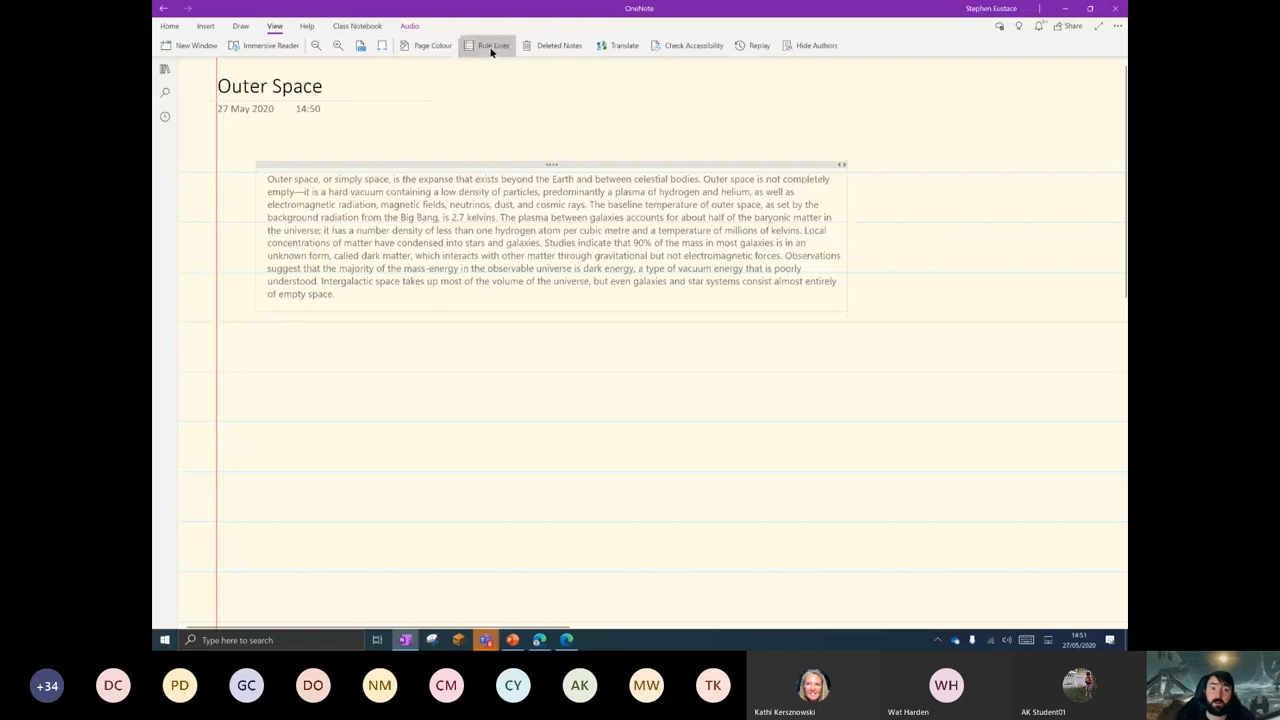 OneNote
Stephen Eustace
Home Insert Draw View Help Class Notebook Audio
Share
New Window Immersive Reader Page Colour Rule Lines Deleted Notes Translate Check Accessibility Replay Hide Authors
Outer Space
27 May 2020 14:50
Outer space, or simply space, is the expanse that exists beyond the Earth and between celestial bodies. Outer space is not completely
empty—it is a hard vacuum containing a low density of particles, predominantly a plasma of hydrogen and helium, as well as
electromagnetic radiation, magnetic fields, neutrinos, dust, and cosmic rays. The baseline temperature of outer space, as set by the
background radiation from the Big Bang, is 2.7 kelvins. The plasma between galaxies accounts for about half of the baryonic matter in
the universe; it has a number density of less than one hydrogen atom per cubic metre and a temperature of millions of kelvins. Local
concentrations of matter have condensed into stars and galaxies. Studies indicate that 90% of the mass in most galaxies is in an
unknown form, called dark matter, which interacts with other matter through gravitational but not electromagnetic forces. Observations
suggest that the majority of the mass-energy in the observable universe is dark energy, a type of vacuum energy that is poorly
understood. Intergalactic space takes up most of the volume of the universe, but even galaxies and star systems consist almost entirely
of empty space.
Type here to search
14:51
27/05/2020
+34 DC PD GC DO NM CM CY AK MW TK WH
Kathi Kersznowski Wat Harden AK Student01